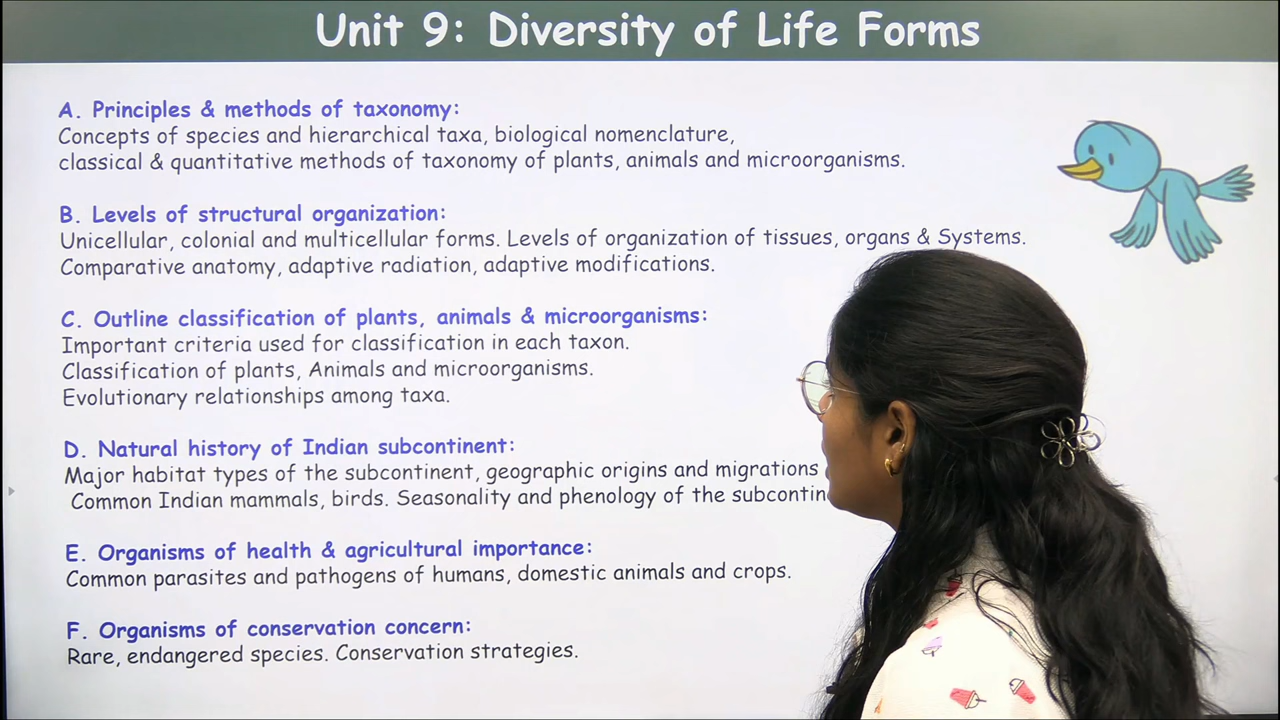 Unit 9: Diversity of Life Forms
A. Principles & methods of taxonomy:
Concepts of species and hierarchical taxa, biological nomenclature,
classical & quantitative methods of taxonomy of plants, animals and microorganisms.
B. Levels of structural organization:
Unicellular, colonial and multicellular forms. Levels of organization of tissues, organs & Systems.
Comparative anatomy, adaptive radiation, adaptive modifications.
C. Outline classification of plants, animals & microorganisms:
Important criteria used for classification in each taxon.
Classification of plants, Animals and microorganisms.
Evolutionary relationships among taxa.
D. Natural history of Indian subcontinent:
Major habitat types of the subcontinent, geographic origins and migrations
Common Indian mammals, birds. Seasonality and phenology of the
E. Organisms of health & agricultural importance:
Common parasites and pathogens of humans, domestic animals and crops.
F. Organisms of conservation concern:
Rare, endangered species. Conservation strategies.